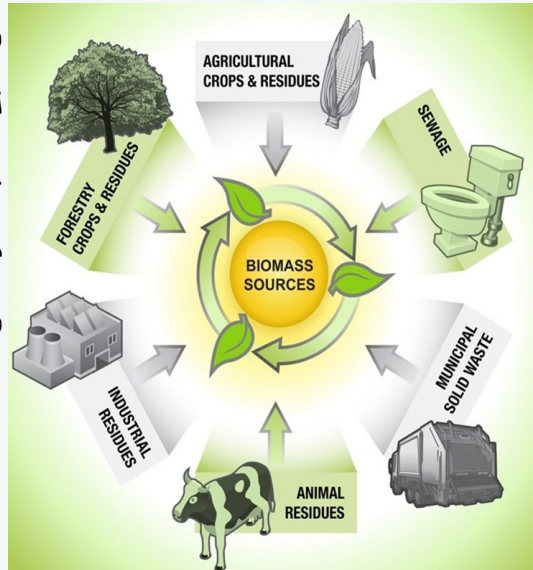 AGRICULTURAL
CROPS & RESIDUES
SEWAGE
FORESTRY
CROPS & RESIDUES
BIOMASS
SOURCES
MUNICIPAL
SOLID WASTE
INDUSTRIAL
RESIDUES
ANIMAL
RESIDUES